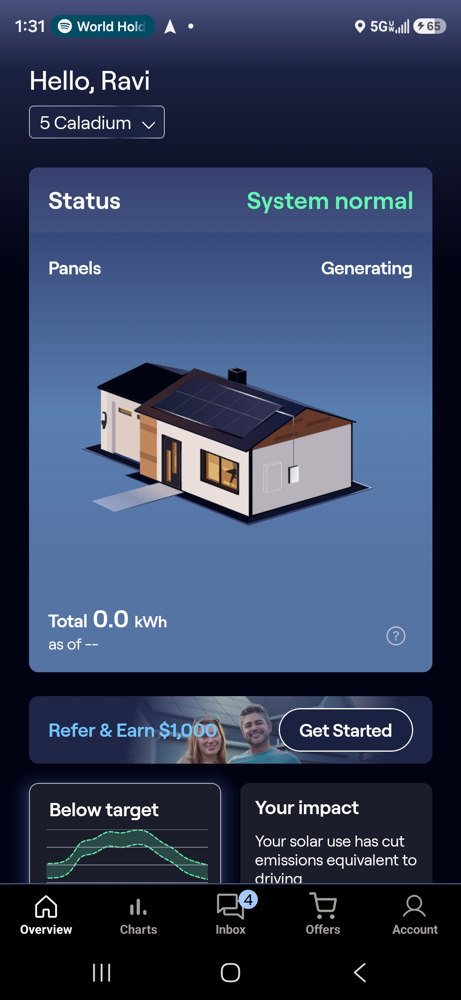 1:31 World Hold 5G UW 65
Hello, Ravi
5 Caladium
Status System normal
Panels Generating
Total 0.0 kWh
as of --
?
Refer & Earn $1,000 Get Started
Below target
Your impact
Your solar use has cut
emissions equivalent to
driving
4
Overview Charts Inbox Offers Account